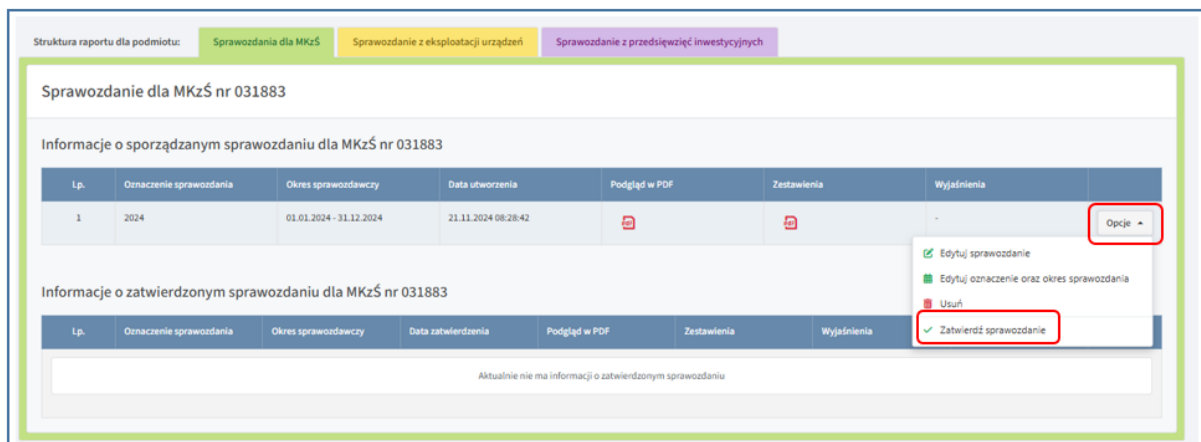 Struktura raportu dla podmiotu: Sprawozdania dla MKzŚ Sprawozdanie z eksploatacji urządzeń Sprawozdanie z przedsięwzięć inwestycyjnych
Sprawozdanie dla MKzŚ nr 031883
Informacje o sporządzanym sprawozdaniu dla MKzŚ nr 031883
Lp. Oznaczenie sprawozdania Okres sprawozdawczy Data utworzenia Podgląd w PDF Zestawienia Wyjaśnienia
1 2024 01.01.2024 - 31.12.2024 21.11.2024 08:28:42 PDF PDF - Opcje
Edytuj sprawozdanie
Edytuj oznaczenie oraz okres sprawozdania
Usuń
Zatwierdź sprawozdanie
Informacje o zatwierdzonym sprawozdaniu dla MKzŚ nr 031883
Lp. Oznaczenie sprawozdania Okres sprawozdawczy Data zatwierdzenia Podgląd w PDF Zestawienia Wyjaśnienia
Aktualnie nie ma informacji o zatwierdzonym sprawozdaniu